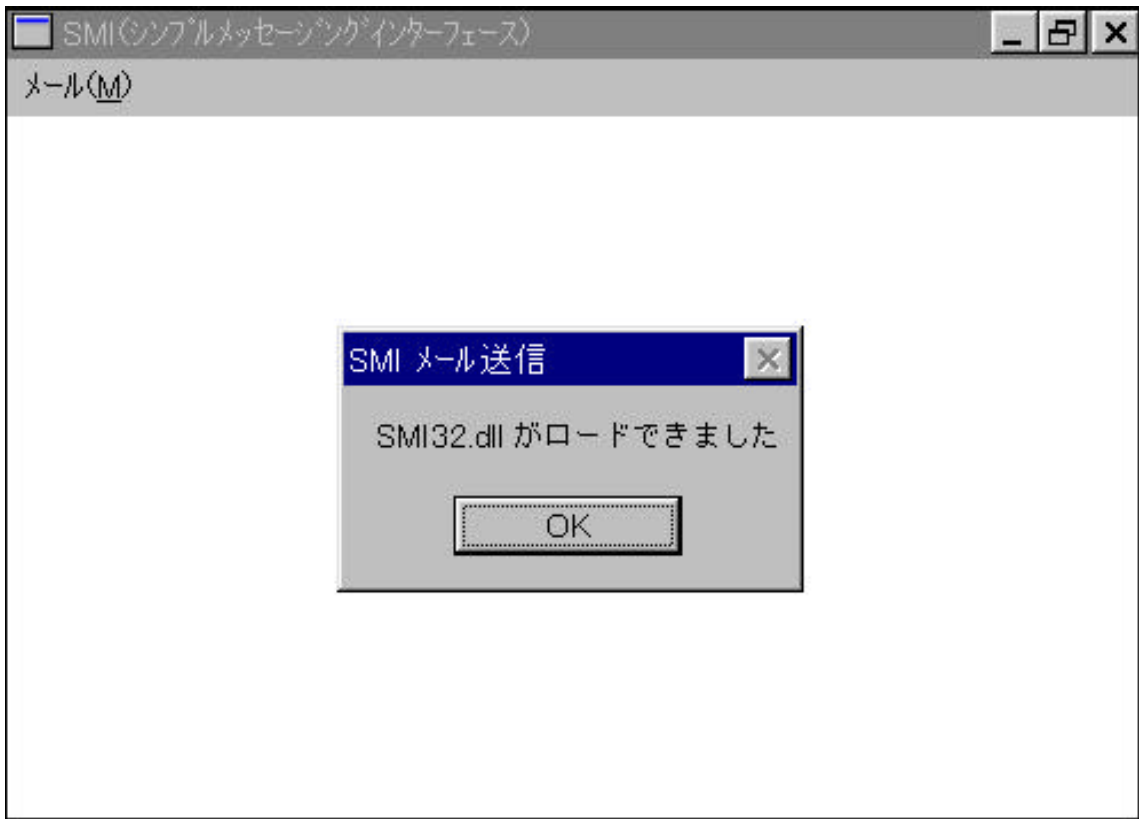 SMI(ｼﾝﾌﾟﾙﾒｯｾｰｼﾞﾝｸﾞｲﾝﾀｰﾌｪｰｽ)
ﾒｰﾙ(M)
SMI ﾒｰﾙ送信
SMI32.dll がロードできました
OK